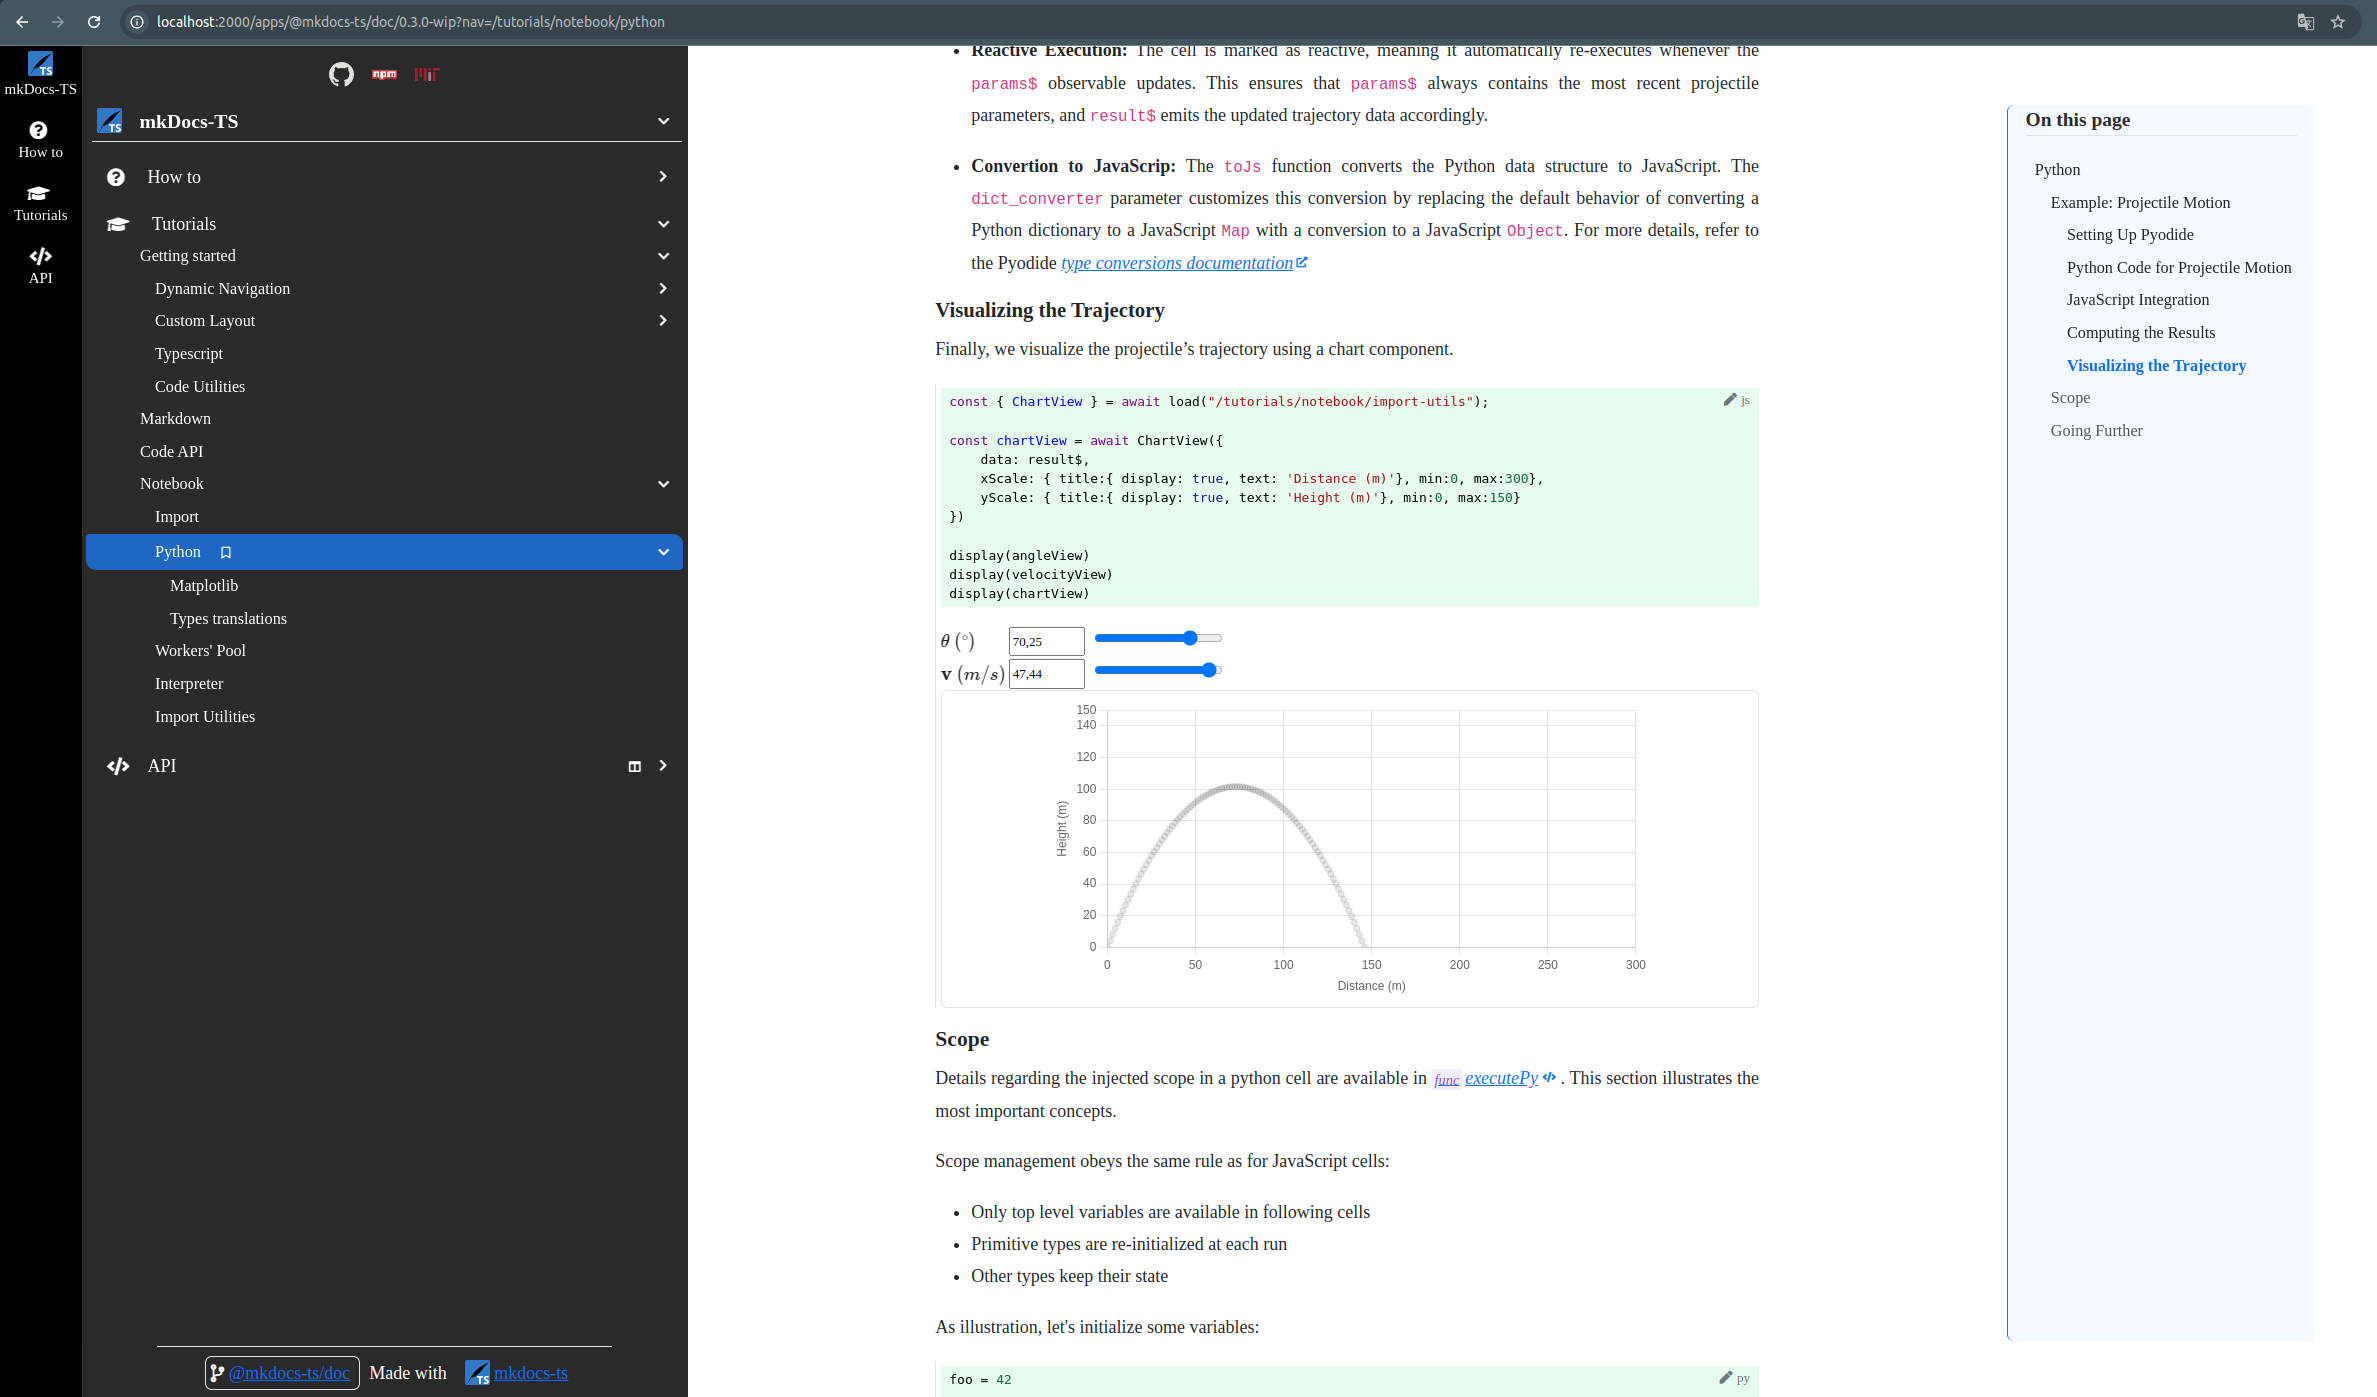 localhost:2000/apps/@mkdocs-ts/doc/0.3.0-wip?nav=/tutorials/notebook/python
TS
mkDocs-TS
How to
Tutorials
API
npm
MIT
TS
mkDocs-TS
How to
Tutorials
Getting started
Dynamic Navigation
Custom Layout
Typescript
Code Utilities
Markdown
Code API
Notebook
Import
Python
Matplotlib
Types translations
Workers' Pool
Interpreter
Import Utilities
API
@mkdocs-ts/doc Made with TS mkdocs-ts
Reactive Execution: The cell is marked as reactive, meaning it automatically re-executes whenever the
params$ observable updates. This ensures that params$ always contains the most recent projectile
parameters, and result$ emits the updated trajectory data accordingly.
Convertion to JavaScrip: The toJs function converts the Python data structure to JavaScript. The
dict_converter parameter customizes this conversion by replacing the default behavior of converting a
Python dictionary to a JavaScript Map with a conversion to a JavaScript Object. For more details, refer to
the Pyodide type conversions documentation
Visualizing the Trajectory
Finally, we visualize the projectile’s trajectory using a chart component.
js
const { ChartView } = await load("/tutorials/notebook/import-utils");
const chartView = await ChartView({
    data: result$,
    xScale: { title:{ display: true, text: 'Distance (m)'}, min:0, max:300},
    yScale: { title:{ display: true, text: 'Height (m)'}, min:0, max:150}
})
display(angleView)
display(velocityView)
display(chartView)
θ (°) 70,25
v (m/s) 47,44
150
140
120
100
80
60
40
20
0
Height (m)
0 50 100 150 200 250 300
Distance (m)
Scope
Details regarding the injected scope in a python cell are available in func executePy . This section illustrates the
most important concepts.
Scope management obeys the same rule as for JavaScript cells:
Only top level variables are available in following cells
Primitive types are re-initialized at each run
Other types keep their state
As illustration, let's initialize some variables:
foo = 42
py
On this page
Python
Example: Projectile Motion
Setting Up Pyodide
Python Code for Projectile Motion
JavaScript Integration
Computing the Results
Visualizing the Trajectory
Scope
Going Further